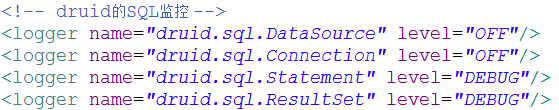 <!-- druid的SQL监控 -->
<logger name="druid.sql.DataSource" level="OFF"/>
<logger name="druid.sql.Connection" level="OFF"/>
<logger name="druid.sql.Statement" level="DEBUG"/>
<logger name="druid.sql.ResultSet" level="DEBUG"/>